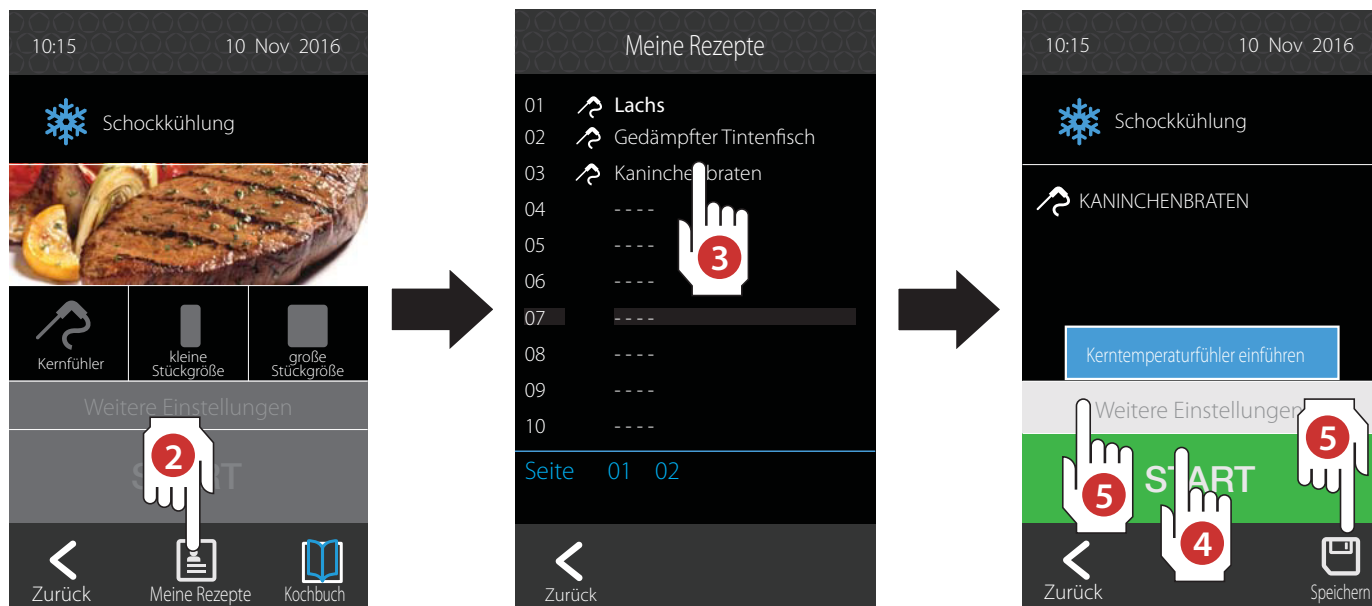 10:15 10 Nov 2016
Schockkühlung
Kernfühler
kleine
Stückgröße
große
Stückgröße
Weitere Einstellungen
START
2
Zurück
Meine Rezepte
Kochbuch
Meine Rezepte
01 Lachs
02 Gedämpfter Tintenfisch
03 Kaninchenbraten
04 - - - -
05 - - - -
06 - - - -
07 - - - -
08 - - - -
09 - - - -
10 - - - -
3
Seite 01 02
Zurück
10:15 10 Nov 2016
Schockkühlung
KANINCHENBRATEN
Kerntemperaturfühler einführen
Weitere Einstellungen
5
5
START
4
Zurück
Speichern